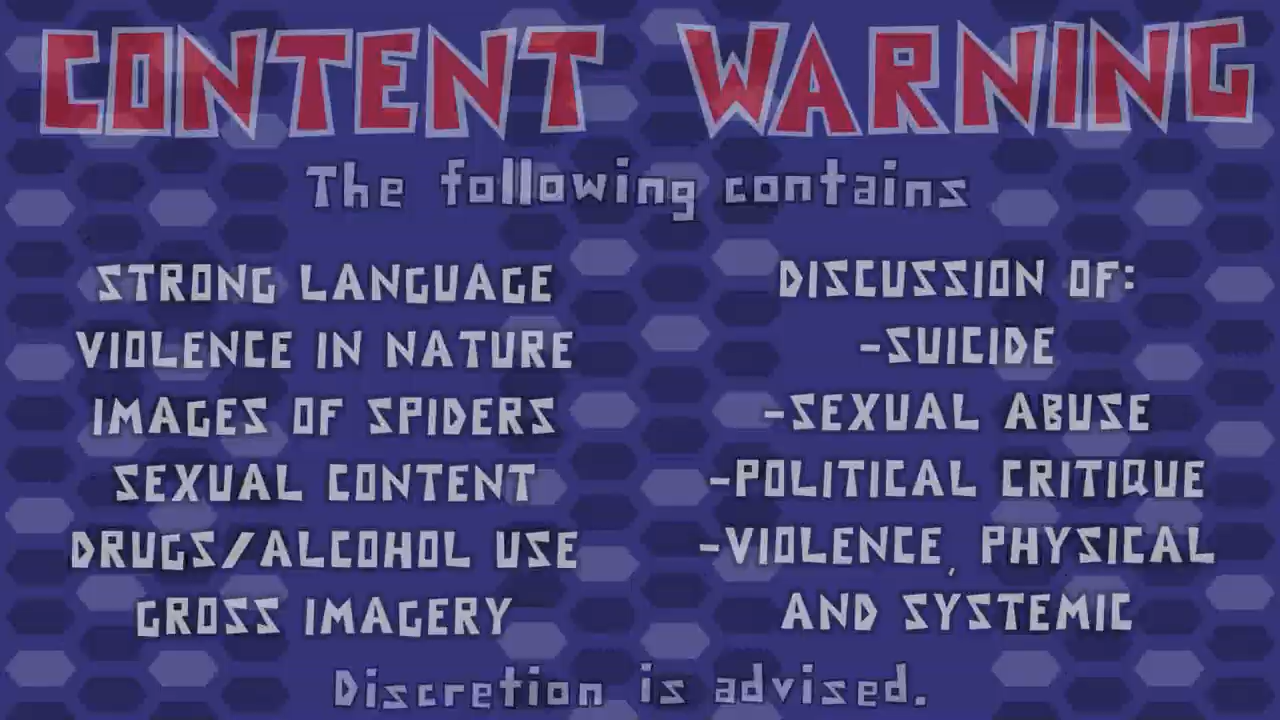 CONTENT WARNING
The following contains
STRONG LANGUAGE
VIOLENCE IN NATURE
IMAGES OF SPIDERS
SEXUAL CONTENT
DRUGS/ALCOHOL USE
GROSS IMAGERY
DISCUSSION OF:
-SUICIDE
-SEXUAL ABUSE
-POLITICAL CRITIQUE
-VIOLENCE, PHYSICAL
AND SYSTEMIC
Discretion is advised.